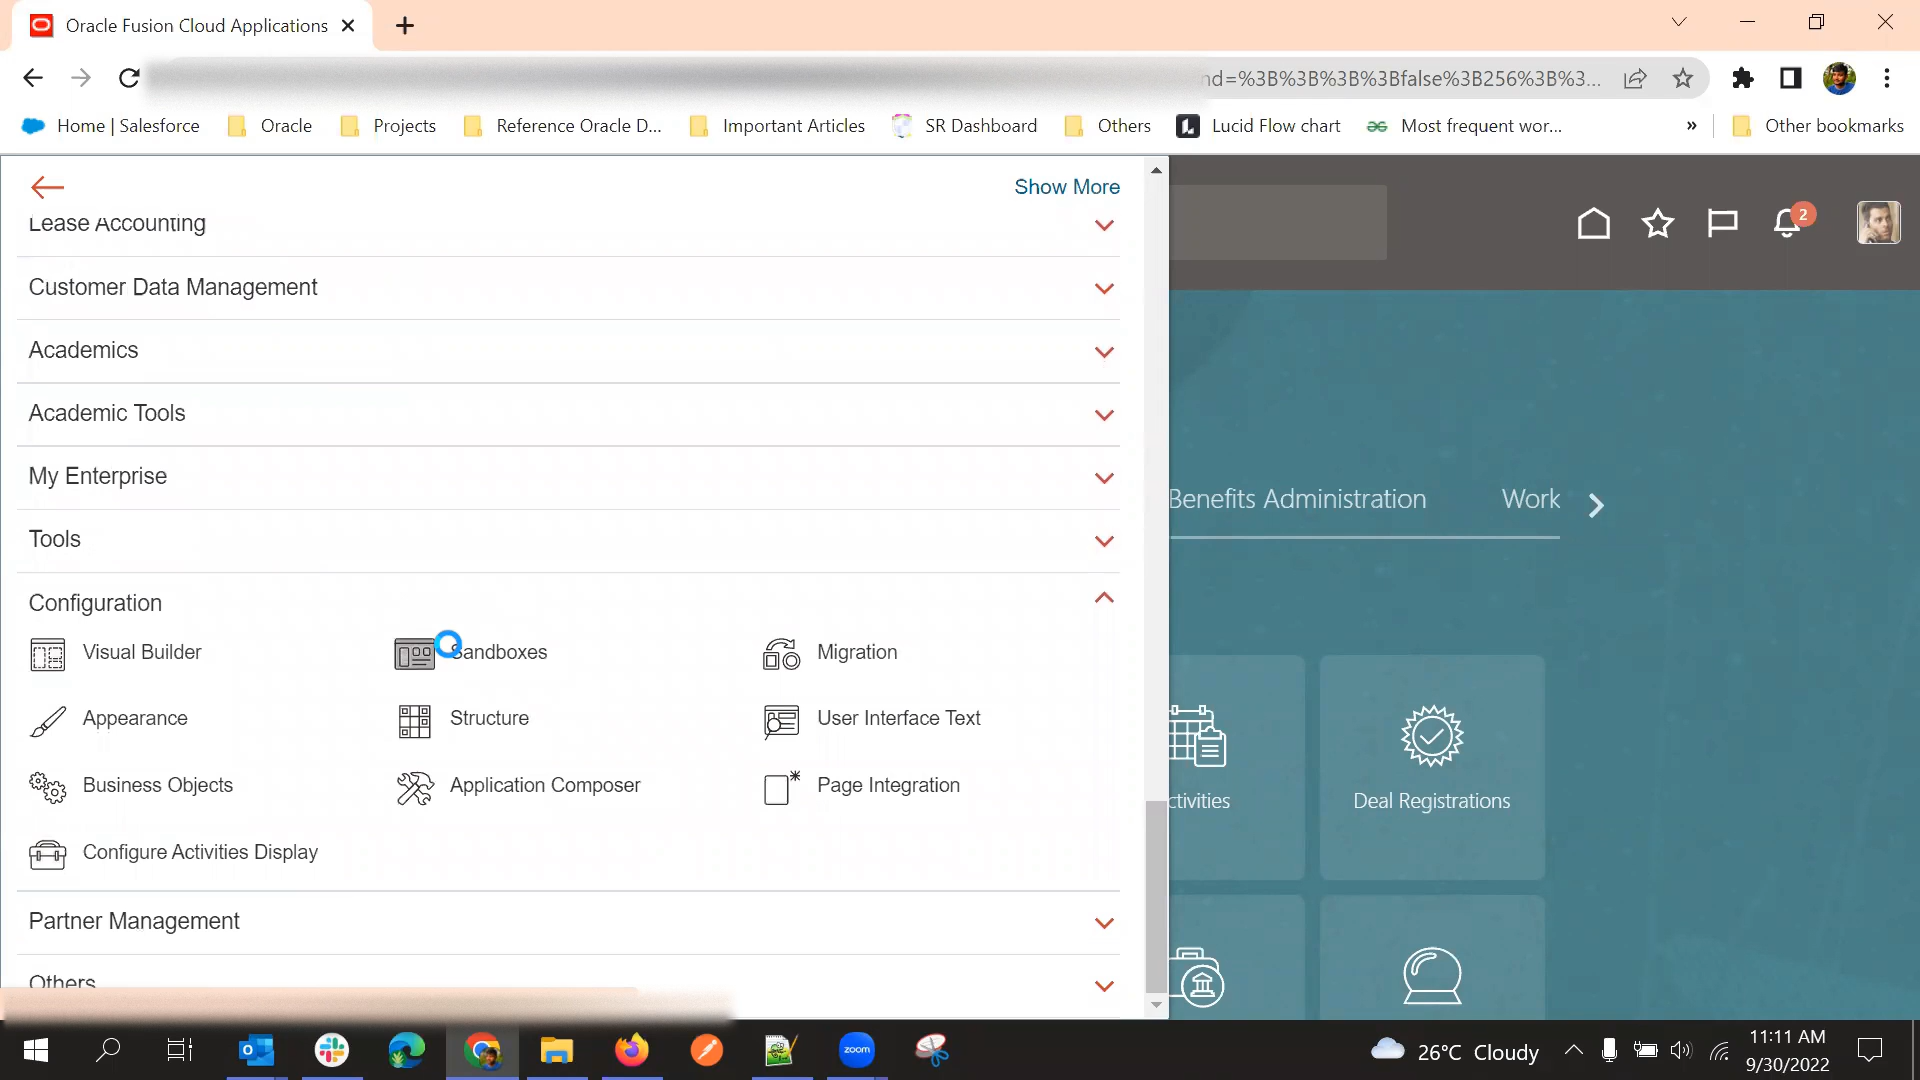 Oracle Fusion Cloud Applications
nd=%3B%3B%3B%3Bfalse%3B256%3B%3...
Home | Salesforce Oracle Projects Reference Oracle D... Important Articles SR Dashboard Others Lucid Flow chart Most frequent wor... » Other bookmarks
Show More
Lease Accounting
2
Customer Data Management
Academics
Academic Tools
My Enterprise
Benefits Administration Work
Tools
Configuration
Visual Builder Sandboxes Migration
Appearance Structure User Interface Text
Business Objects Application Composer Page Integration
ctivities Deal Registrations
Configure Activities Display
Partner Management
Others
zoom
26°C Cloudy
11:11 AM
9/30/2022